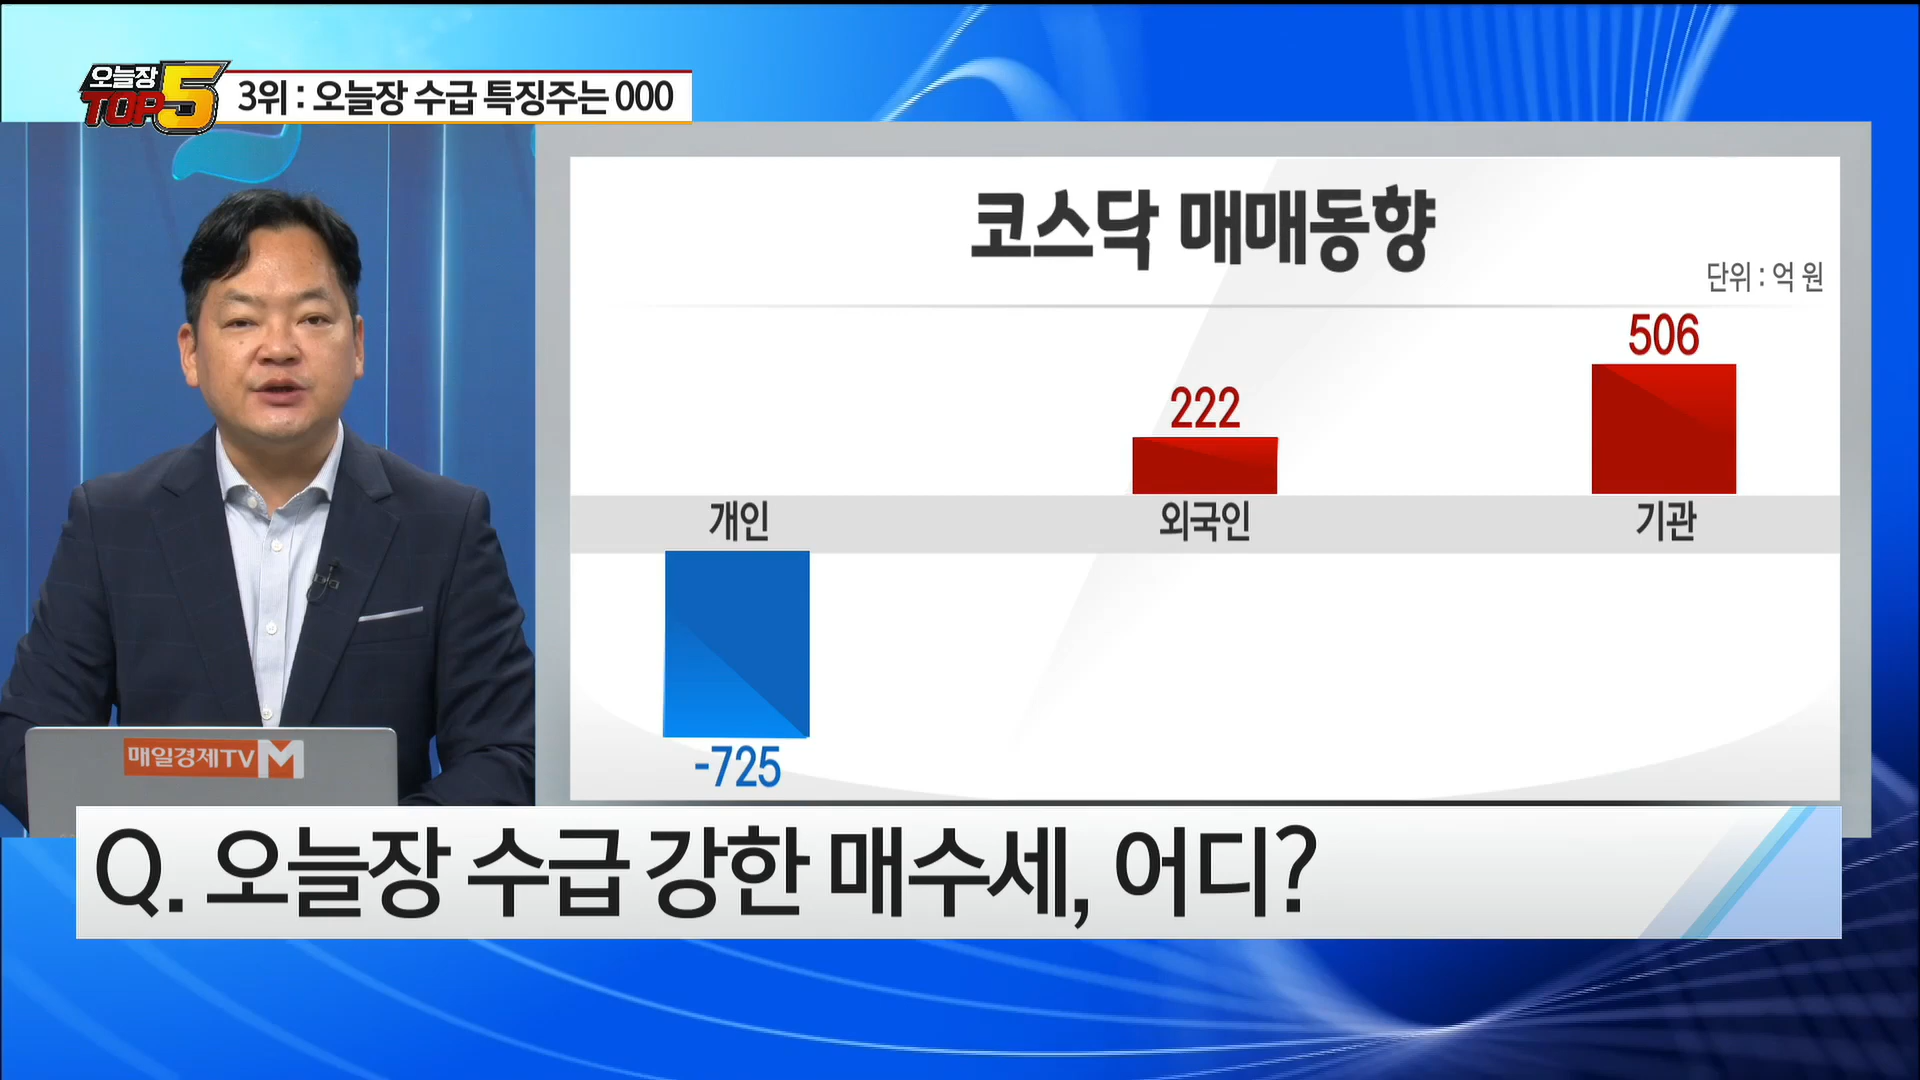 오늘장
TOP5
3위 : 오늘장 수급 특징주는 000
코스닥 매매동향
단위 : 억 원
506
222
개인
외국인
기관
-725
매일경제TV M
Q. 오늘장 수급 강한 매수세, 어디?